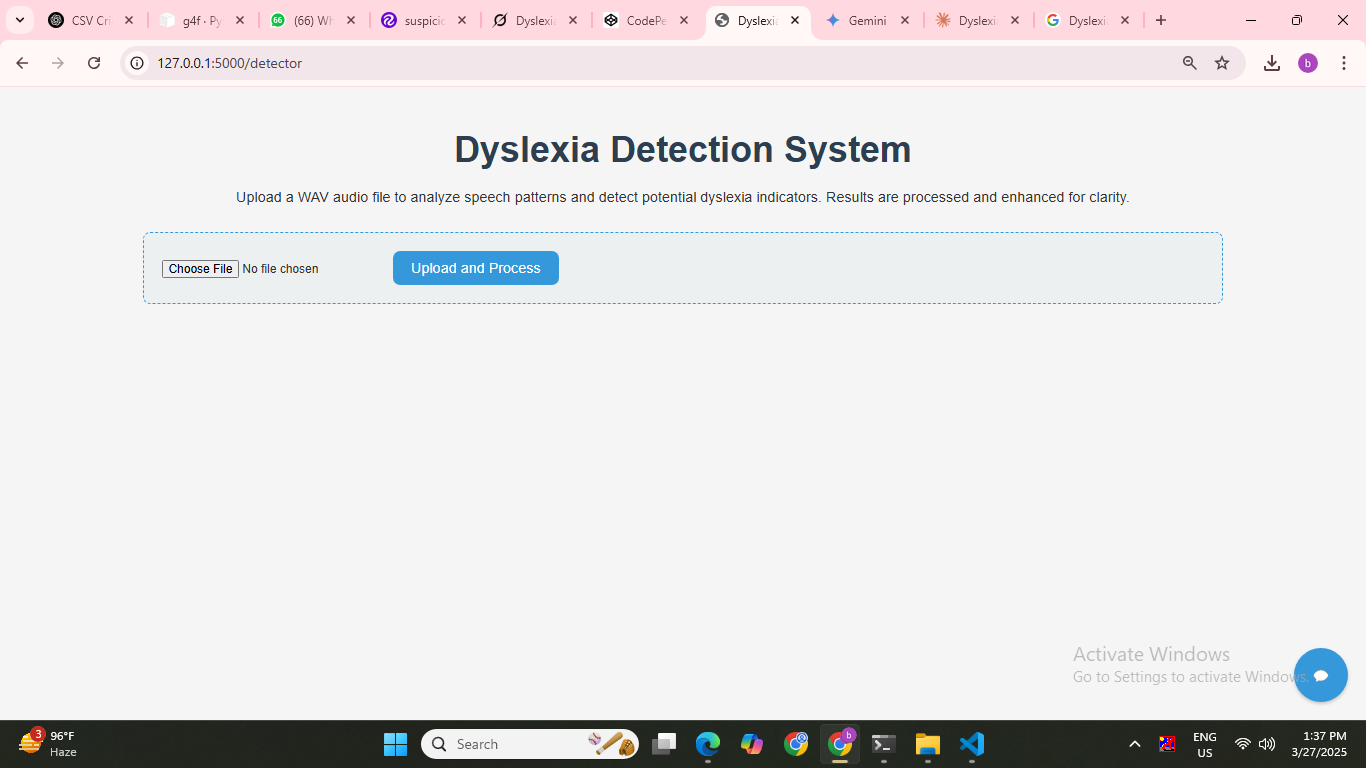 CSV Cri
g4f · Py
(66) Wh
suspicio
Dyslexia
CodePe
Dyslexia
Gemini
Dyslexia
Dyslexia
127.0.0.1:5000/detector
b
Dyslexia Detection System
Upload a WAV audio file to analyze speech patterns and detect potential dyslexia indicators. Results are processed and enhanced for clarity.
Choose File No file chosen
Upload and Process
Activate Windows
Go to Settings to activate Windows.
3
96°F
Haze
Search
b
ENG
US
1:37 PM
3/27/2025